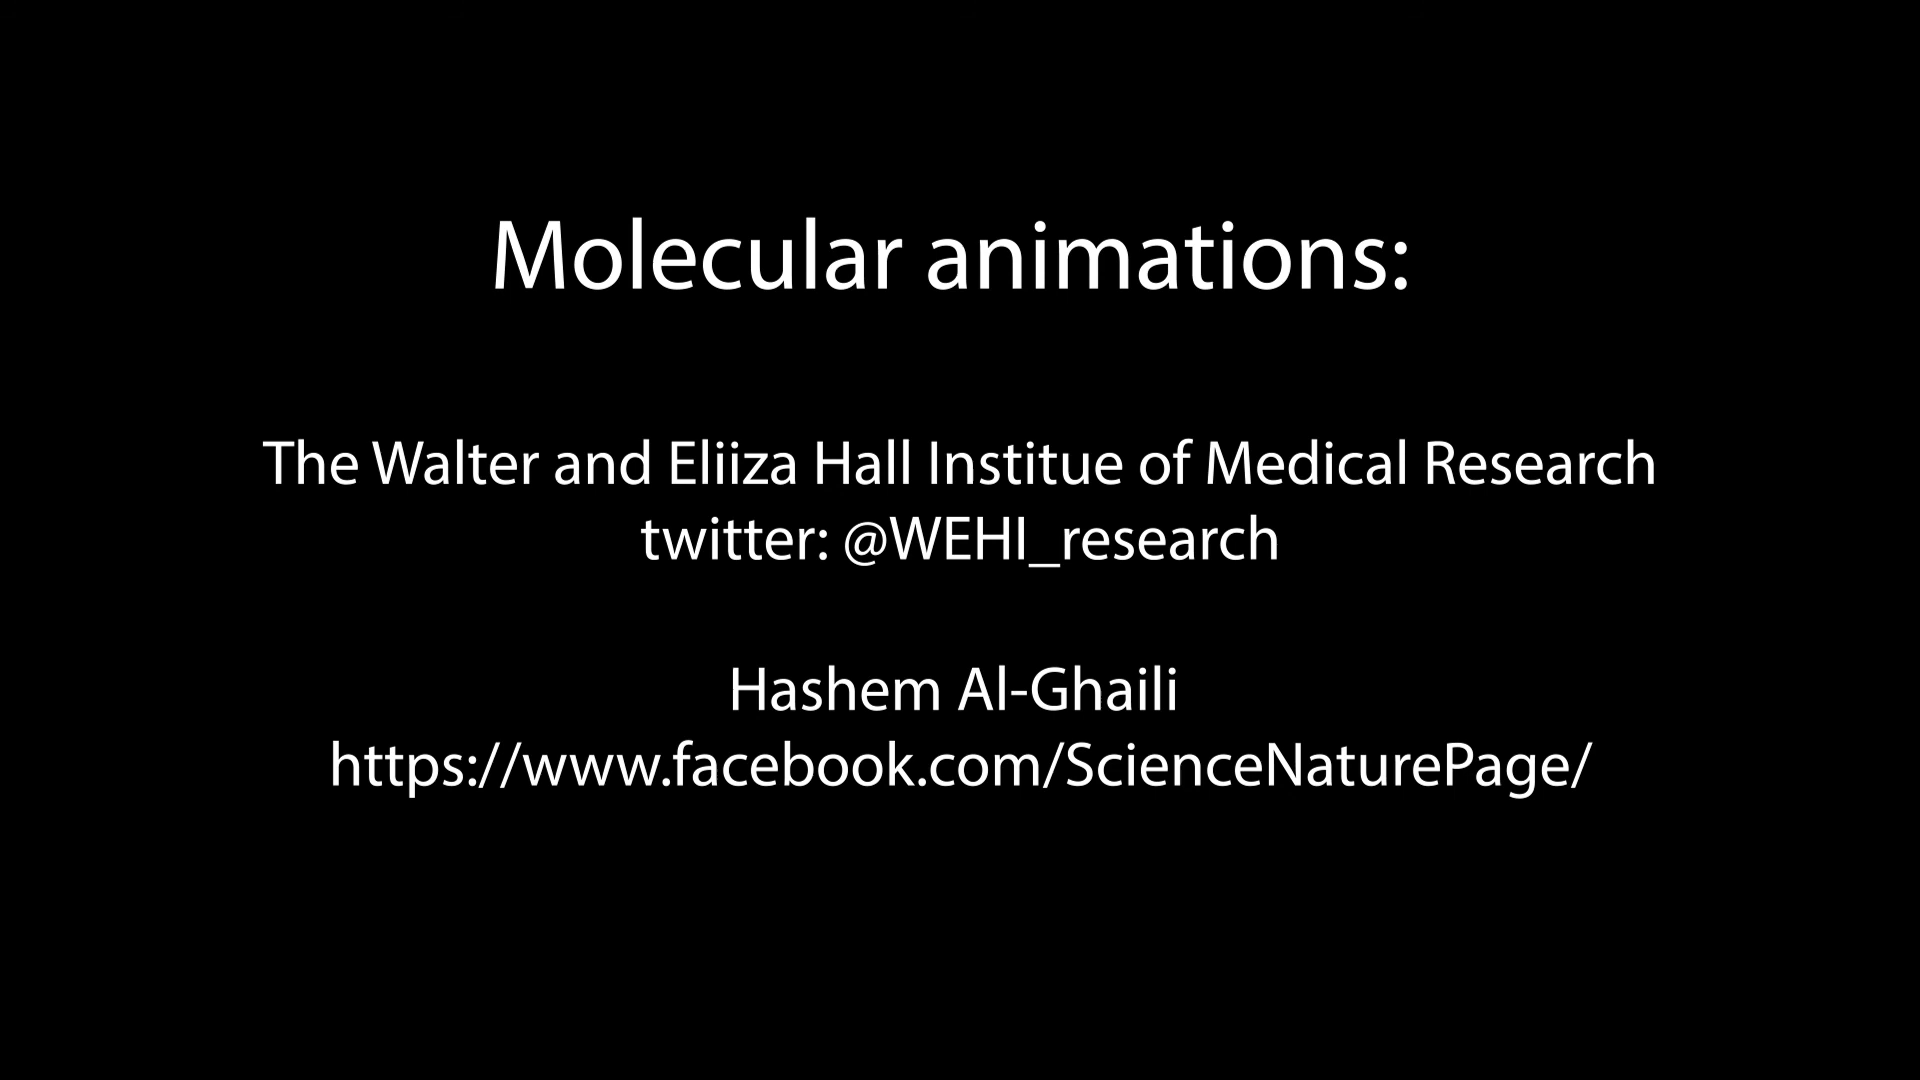 Molecular animations:
The Walter and Eliiza Hall Institue of Medical Research
twitter: @WEHI_research
Hashem Al-Ghaili
https://www.facebook.com/ScienceNaturePage/